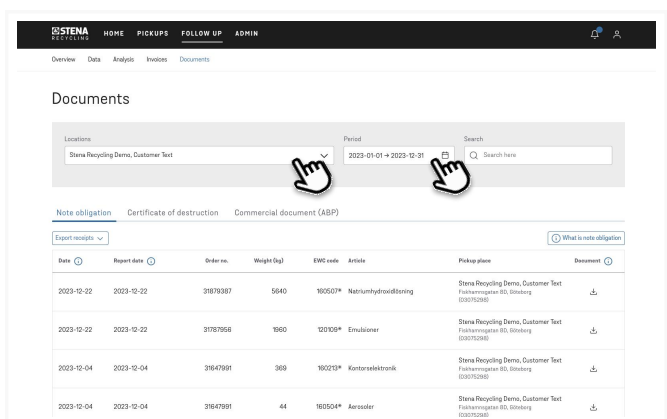 STENA
RECYCLING
HOME PICKUPS FOLLOW UP ADMIN
Overview Data Analysis Invoices Documents
Documents
Locations Period Search
Stena Recycling Demo, Customer Text 2023-01-01 → 2023-12-31 Search here
Note obligation Certificate of destruction Commercial document (ABP)
Export receipts What is note obligation
Date Report date Order no. Weight (kg) EWC code Article Pickup place Document
Stena Recycling Demo, Customer Text
2023-12-22 2023-12-22 31879387 5640 160507* Natriumhydroxidlösning Fiskhamnsgatan 8D, Göteborg
(03075298)
Stena Recycling Demo, Customer Text
2023-12-22 2023-12-22 31787956 1960 120109* Emulsioner Fiskhamnsgatan 8D, Göteborg
(03075298)
Stena Recycling Demo, Customer Text
2023-12-04 2023-12-04 31647991 369 160213* Kontorselektronik Fiskhamnsgatan 8D, Göteborg
(03075298)
Stena Recycling Demo, Customer Text
2023-12-04 2023-12-04 31647991 44 160504* Aerosoler Fiskhamnsgatan 8D, Göteborg
(03075298)